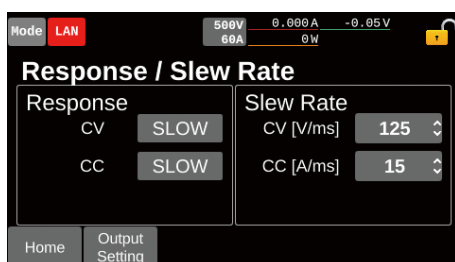 Mode LAN 500V 60A 0.000A -0.05V 0W
Response / Slew Rate
Response
CV SLOW
CC SLOW
Slew Rate
CV [V/ms] 125
CC [A/ms] 15
Home Output Setting